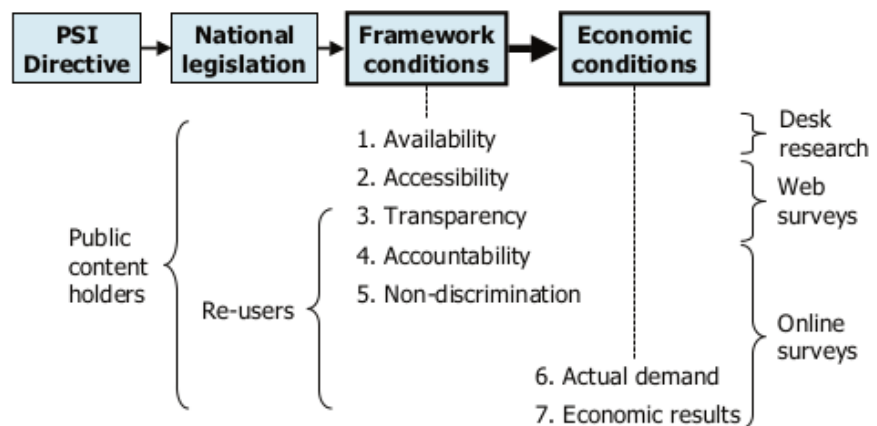 PSI
Directive
National
legislation
Framework
conditions
Economic
conditions
1. Availability
2. Accessibility
3. Transparency
4. Accountability
5. Non-discrimination
6. Actual demand
7. Economic results
Public
content
holders
Re-users
Desk
research
Web
surveys
Online
surveys